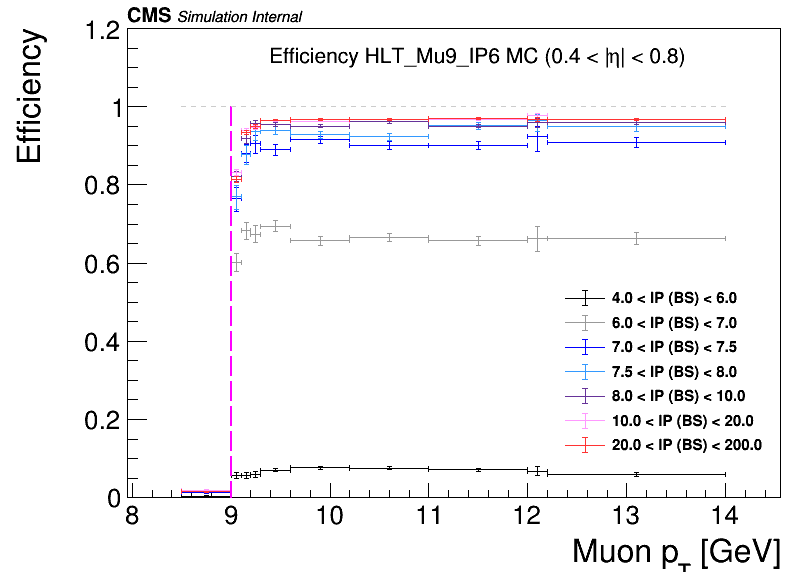 CMS Simulation Internal
Efficiency HLT_Mu9_IP6 MC (0.4 < |η| < 0.8)
Efficiency
1.2
1
0.8
0.6
0.4
0.2
0
4.0 < IP (BS) < 6.0
6.0 < IP (BS) < 7.0
7.0 < IP (BS) < 7.5
7.5 < IP (BS) < 8.0
8.0 < IP (BS) < 10.0
10.0 < IP (BS) < 20.0
20.0 < IP (BS) < 200.0
8 9 10 11 12 13 14
Muon p_T [GeV]